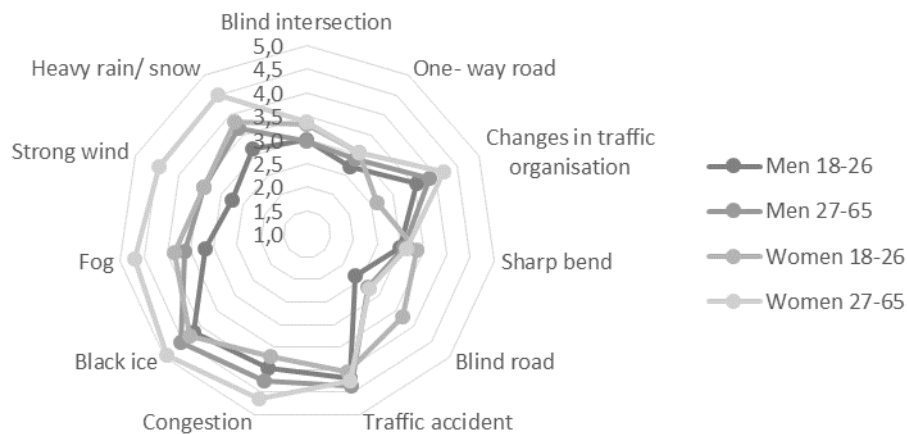 Blind intersection
5,0
4,5
4,0
3,5
3,0
2,5
2,0
1,5
1,0
One- way road
Changes in traffic
organisation
Sharp bend
Blind road
Traffic accident
Congestion
Black ice
Fog
Strong wind
Heavy rain/ snow
Men 18-26
Men 27-65
Women 18-26
Women 27-65